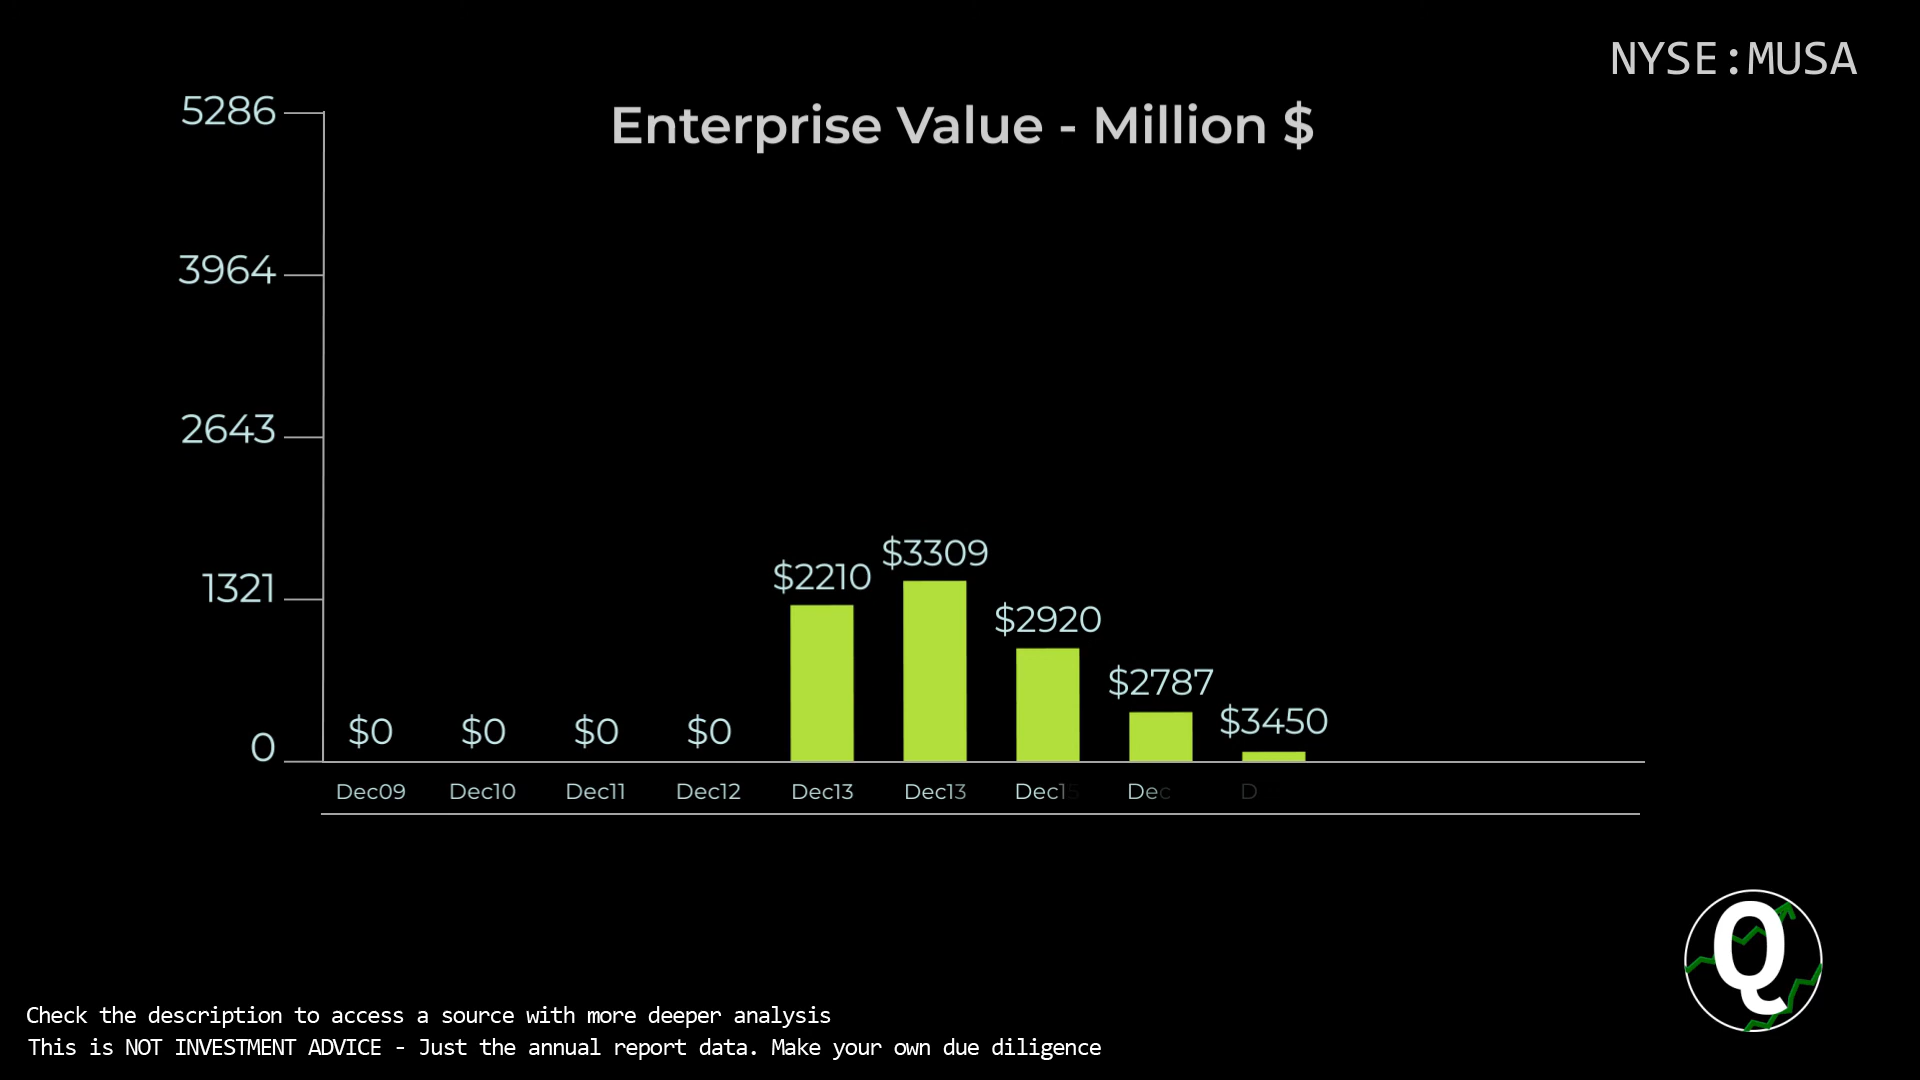 NYSE:MUSA
Enterprise Value - Million $
5286
3964
2643
1321
0
$0 $0 $0 $0 $2210 $3309 $2920 $2787 $3450
Dec09 Dec10 Dec11 Dec12 Dec13 Dec13 Dec15 Dec D
Q
Check the description to access a source with more deeper analysis
This is NOT INVESTMENT ADVICE - Just the annual report data. Make your own due diligence